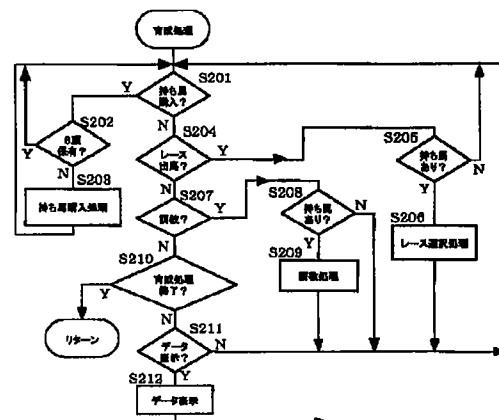 育成処理
S201
持ち馬
購入?
Y
N
S202
6頭
保有?
Y
N
S203
持ち馬購入処理
S204
レース
出馬?
Y
N
S205
持ち馬
あり?
N
Y
S206
レース選択処理
S207
調教?
Y
N
S208
持ち馬
あり?
N
Y
S209
調教処理
S210
育成処理
終了?
Y
N
リターン
S211
データ
表示?
N
Y
S212
データ表示